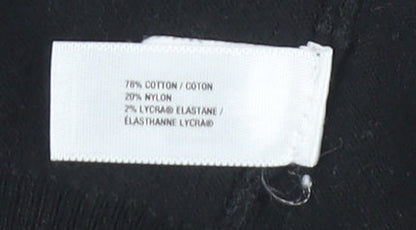 78% COTTON / COTON
20% NYLON
2% LYCRA® ELASTANE /
ÉLASTHANNE LYCRA®